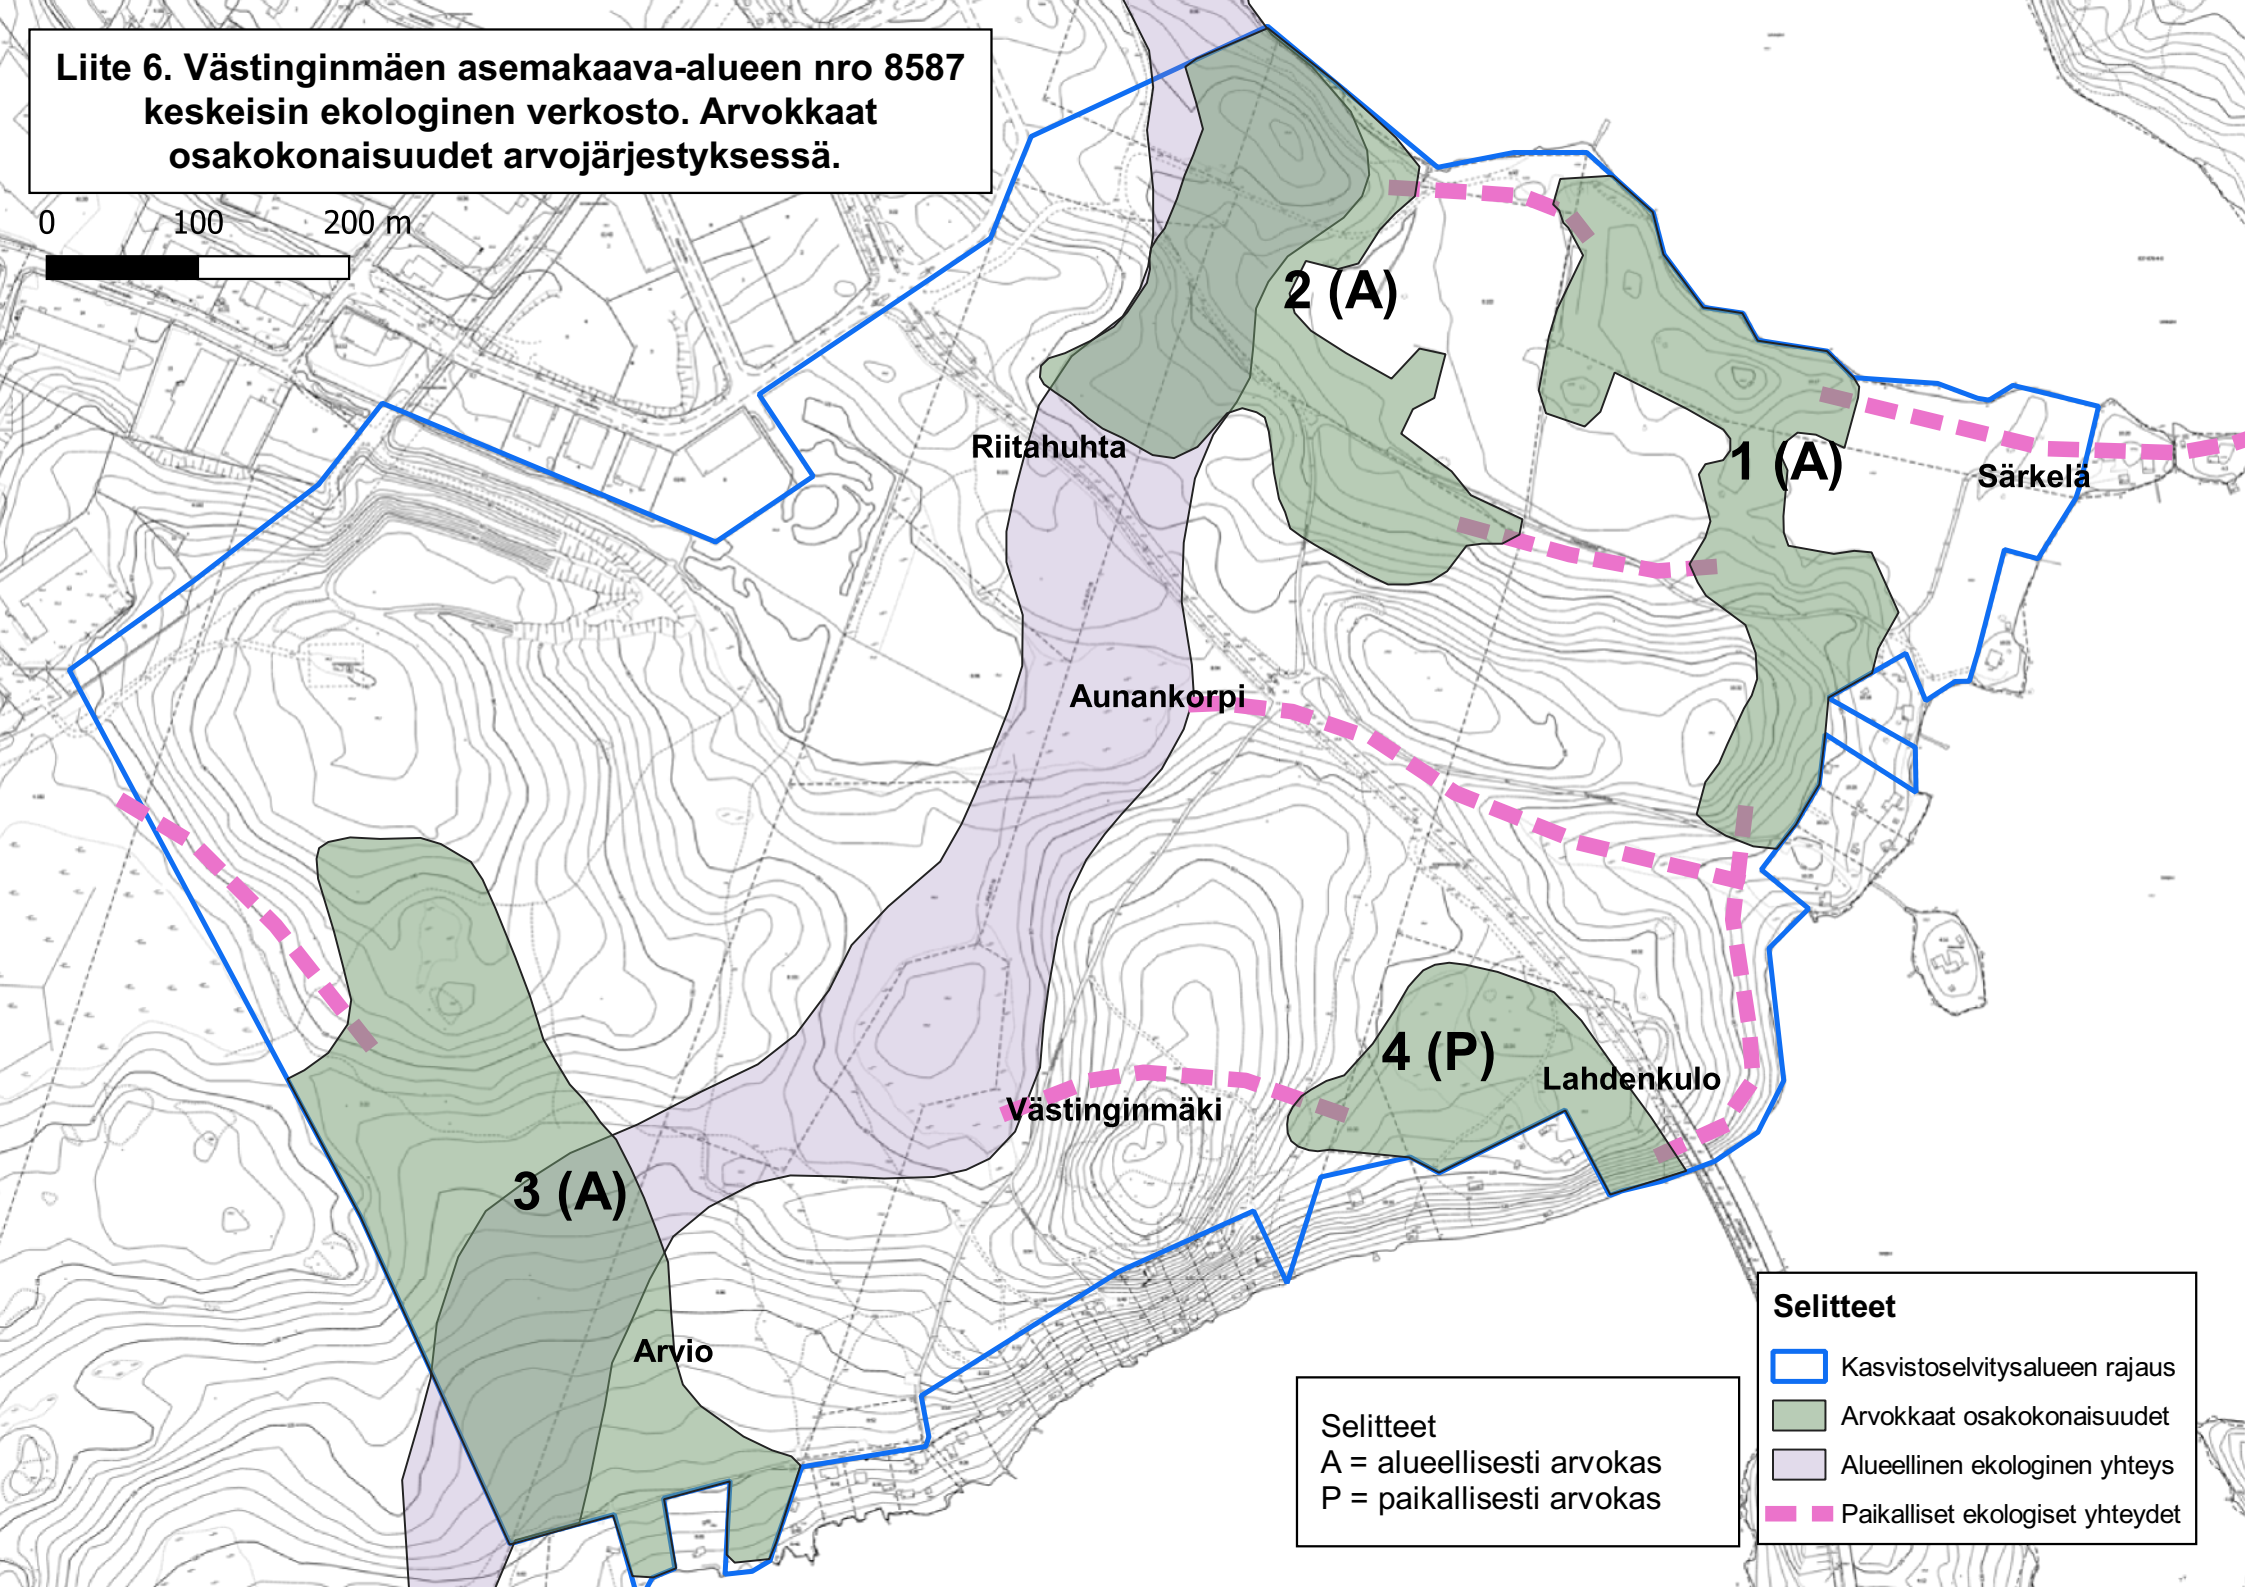 Liite 6. Västinginmäen asemakaava-alueen nro 8587
keskeisin ekologinen verkosto. Arvokkaat
osakokonaisuudet arvojärjestyksessä.
0 100 200 m
2 (A)
1 (A)
Riitahuhta
Särkelä
Aunankorpi
4 (P)
Lahdenkulo
Västinginmäki
3 (A)
Arvio
Selitteet
A = alueellisesti arvokas
P = paikallisesti arvokas
Selitteet
Kasvistoselvitysalueen rajaus
Arvokkaat osakokonaisuudet
Alueellinen ekologinen yhteys
Paikalliset ekologiset yhteydet